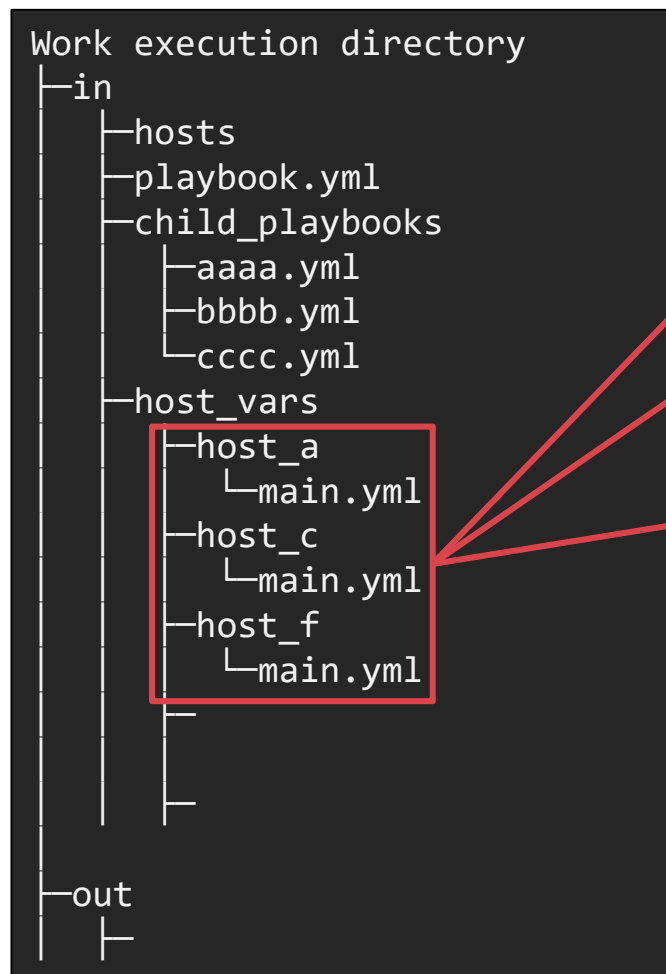 Work execution directory
├─in
│  ├─hosts
│  ├─playbook.yml
│  ├─child_playbooks
│  │  ├─aaaa.yml
│  │  ├─bbbb.yml
│  │  └─cccc.yml
│  ├─host_vars
│  │  ├─host_a
│  │  │  └─main.yml
│  │  ├─host_c
│  │  │  └─main.yml
│  │  ├─host_f
│  │  │  └─main.yml
│  │  ├─
│  │  │
│  │  ├─
│
├─out
│  ├─